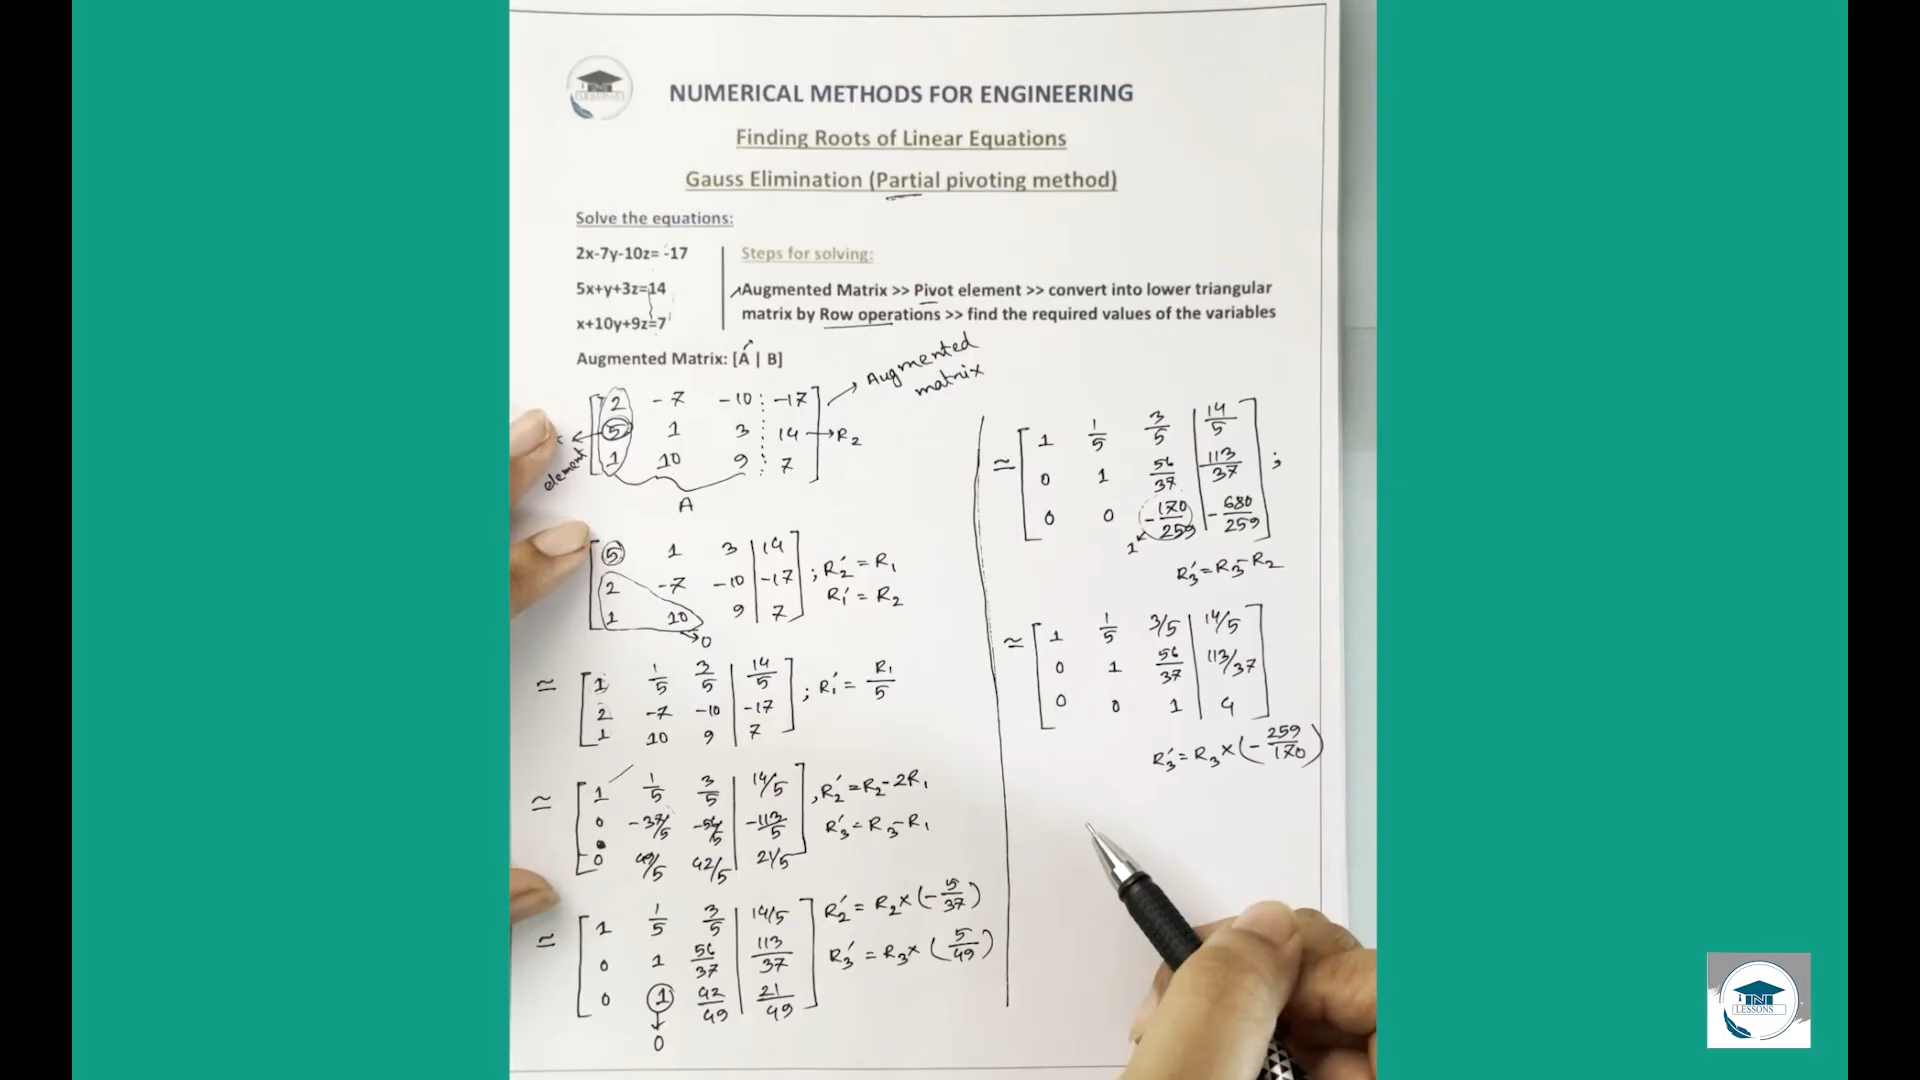 NUMERICAL METHODS FOR ENGINEERING
Finding Roots of Linear Equations
Gauss Elimination (Partial pivoting method)
Solve the equations:
2x-7y-10z= -17
5x+y+3z=14
x+10y+9z=7
Steps for solving:
Augmented Matrix >> Pivot element >> convert into lower triangular
matrix by Row operations >> find the required values of the variables
Augmented Matrix: [A | B]
2 -7 -10 : -17
5 1 3 : 14 → R2
1 10 9 : 7
Augmented
matrix
element
A
5 1 3 | 14
2 -7 -10 | -17 ; R2' = R1
1 10 9 | 7 R1' = R2
0
≃ 1 1/5 3/5 | 14/5 ; R1' = R1/5
2 -7 -10 | -17
1 10 9 | 7
≃ 1 1/5 3/5 | 14/5 , R2' = R2-2R1
0 -37/5 -56/5 | -113/5 R3' = R3-R1
0 49/5 42/5 | 21/5
≃ 1 1/5 3/5 | 14/5 R2' = R2 × (-5/37)
0 1 56/37 | 113/37 R3' = R3 × (5/49)
0 1 42/49 | 21/49
0
≃ 1 1/5 3/5 | 14/5
0 1 56/37 | 113/37 ;
0 0 -170/259 | -680/259
1
R3' = R3-R2
≃ 1 1/5 3/5 | 14/5
0 1 56/37 | 113/37
0 0 1 | 4
R3' = R3 × (-259/170)
LESSONS